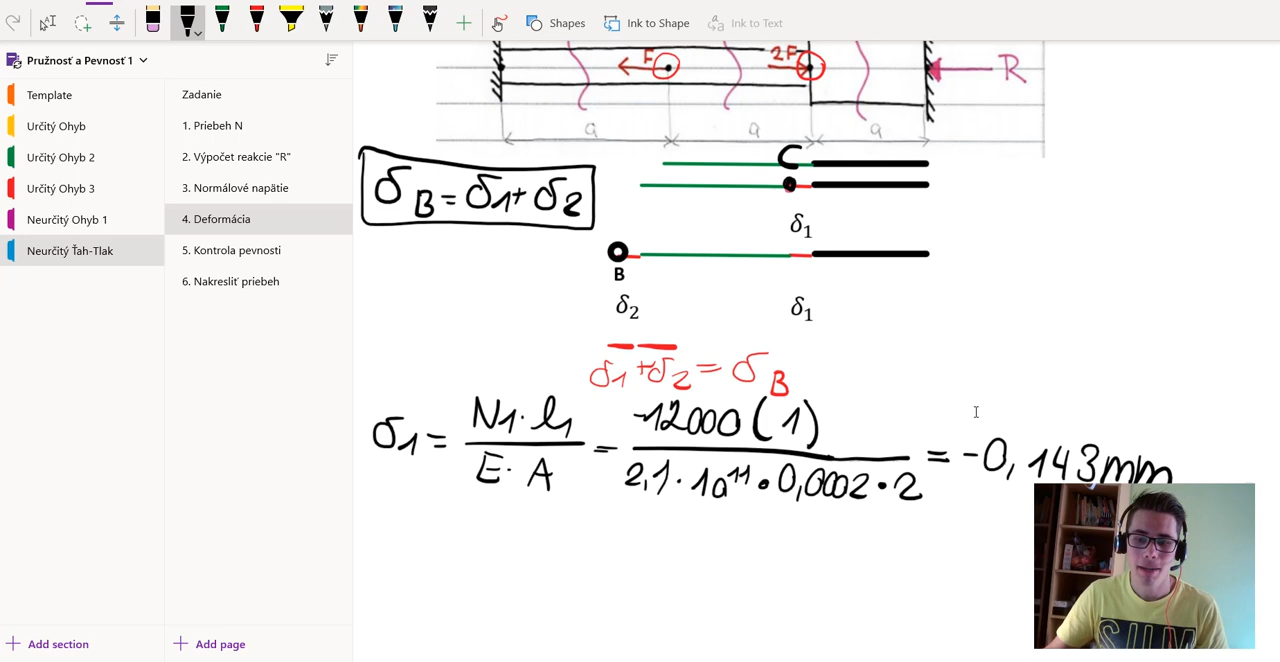 Shapes Ink to Shape Ink to Text
Pružnosť a Pevnosť 1
Template
Určitý Ohyb
Určitý Ohyb 2
Určitý Ohyb 3
Neurčitý Ohyb 1
Neurčitý Ťah-Tlak
Add section
Zadanie
1. Priebeh N
2. Výpočet reakcie "R"
3. Normálové napätie
4. Deformácia
5. Kontrola pevnosti
6. Nakresliť priebeh
Add page
F 2F R
a a a
C
δB = δ1 + δ2
δ1
B
δ2 δ1
δ1 + δ2 = δB
δ1 = N1·l1 / E·A = -12000(1) / 2,1·10¹¹·0,0002·2 = -0,143mm